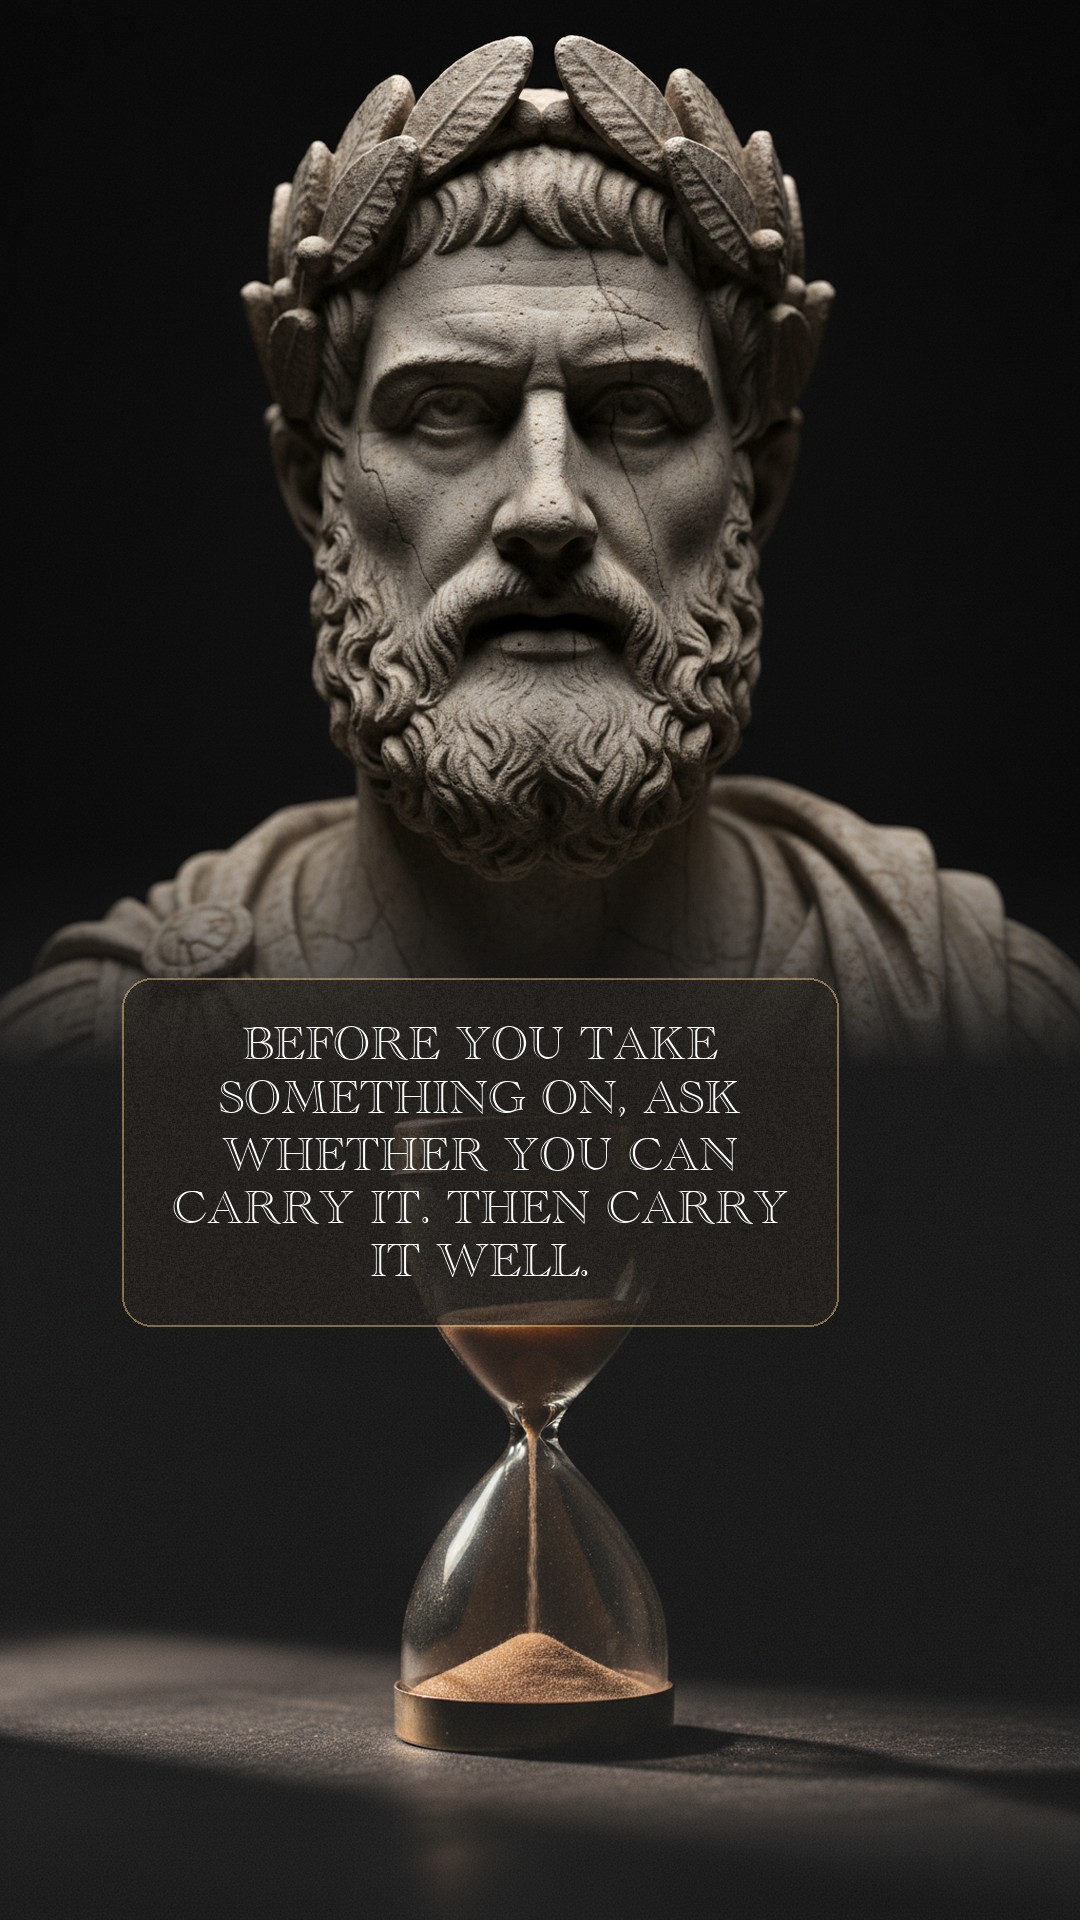 BEFORE YOU TAKE
SOMETHING ON, ASK
WHETHER YOU CAN
CARRY IT. THEN CARRY
IT WELL.